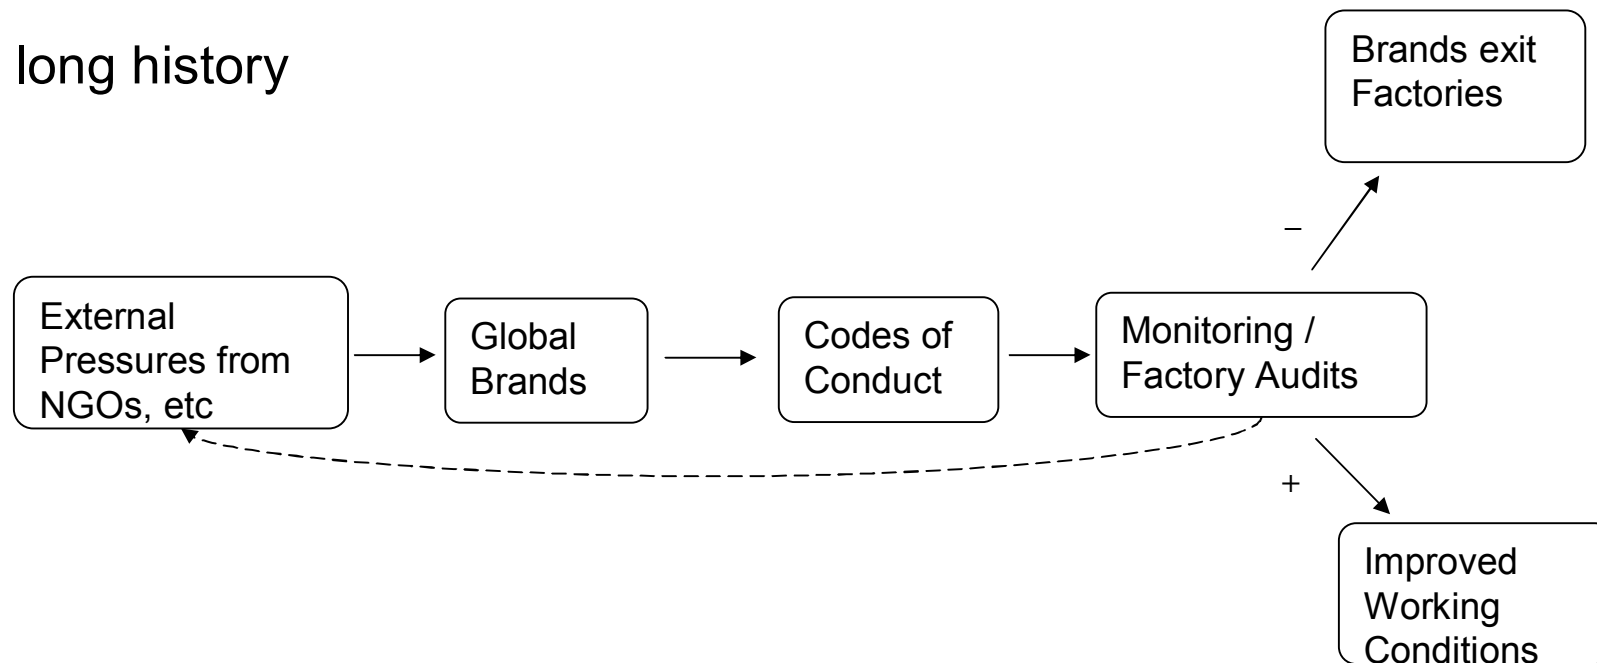 long history
Brands exit
Factories
–
External
Pressures from
NGOs, etc
Global
Brands
Codes of
Conduct
Monitoring /
Factory Audits
+
Improved
Working
Conditions